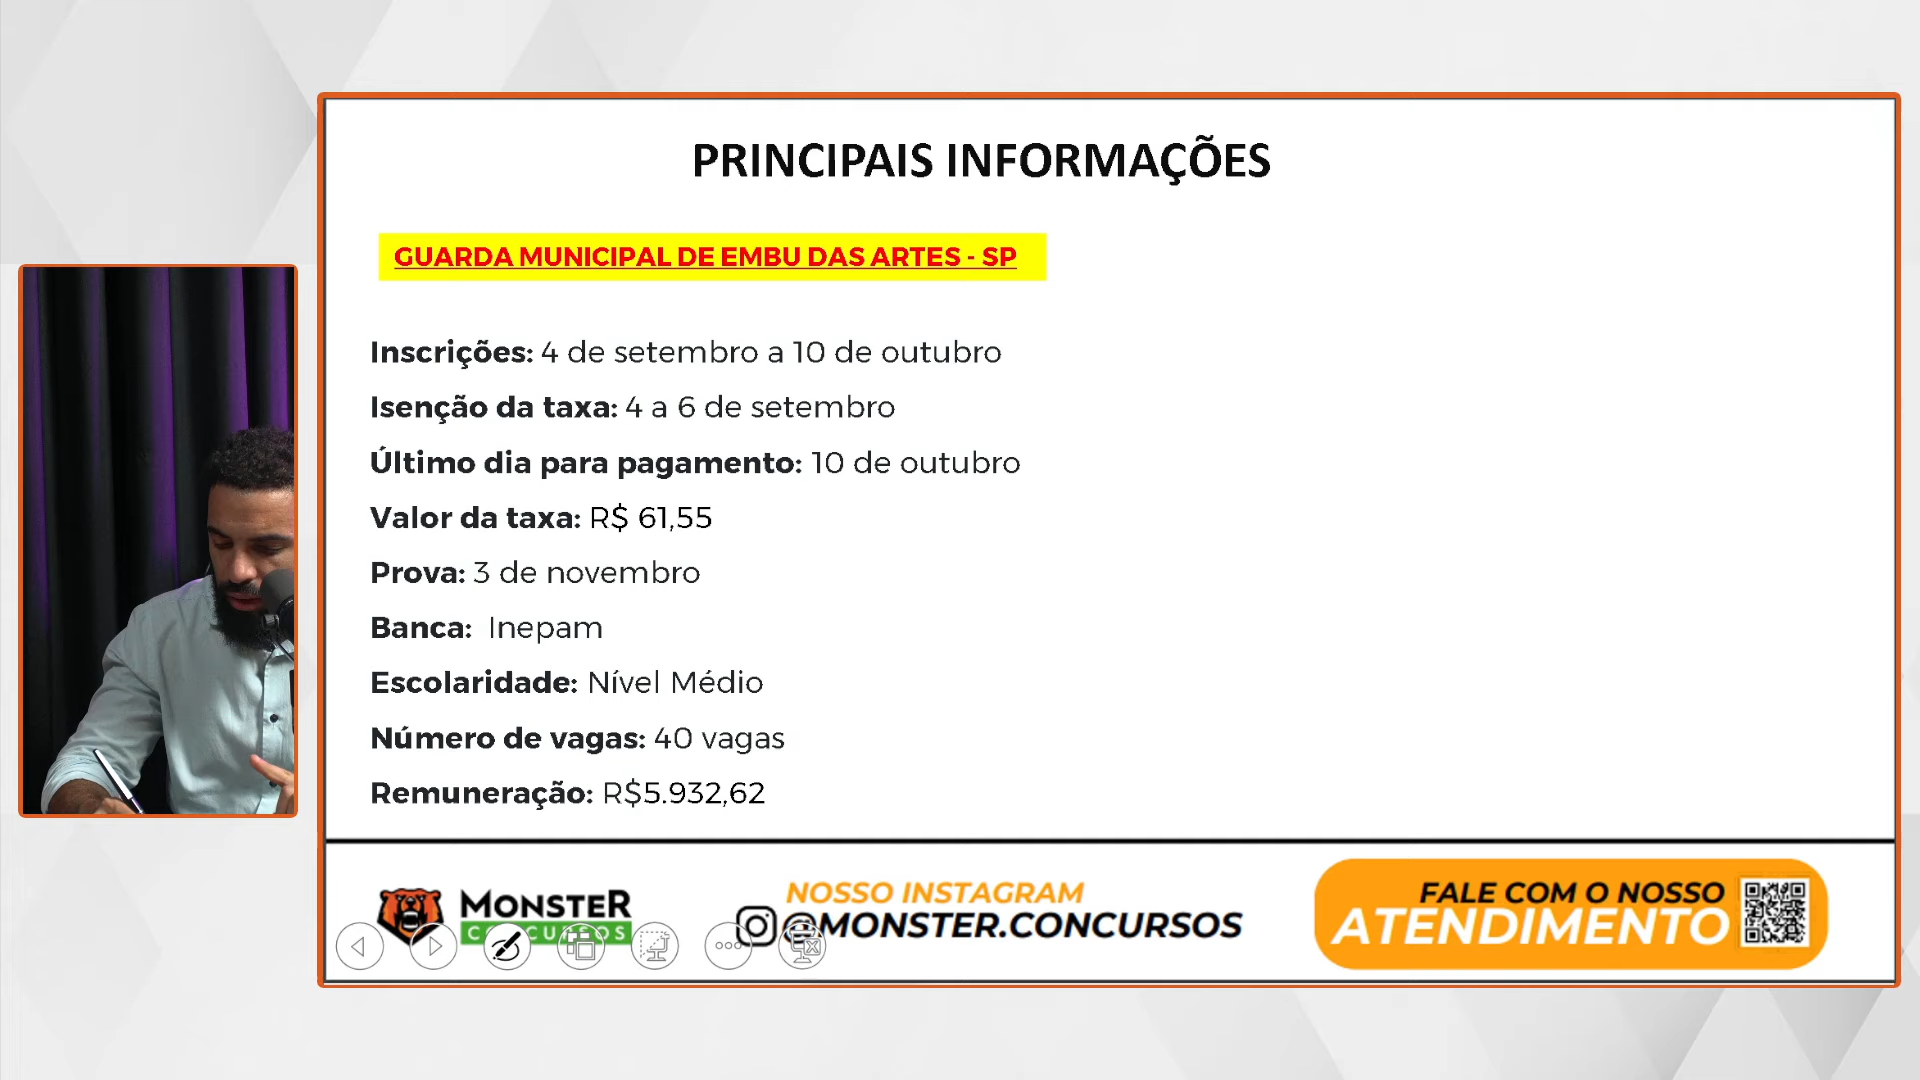 PRINCIPAIS INFORMAÇÕES
GUARDA MUNICIPAL DE EMBU DAS ARTES - SP
Inscrições: 4 de setembro a 10 de outubro
Isenção da taxa: 4 a 6 de setembro
Último dia para pagamento: 10 de outubro
Valor da taxa: R$ 61,55
Prova: 3 de novembro
Banca: Inepam
Escolaridade: Nível Médio
Número de vagas: 40 vagas
Remuneração: R$5.932,62
MONSTER
CONCURSOS
NOSSO INSTAGRAM
@MONSTER.CONCURSOS
FALE COM O NOSSO
ATENDIMENTO